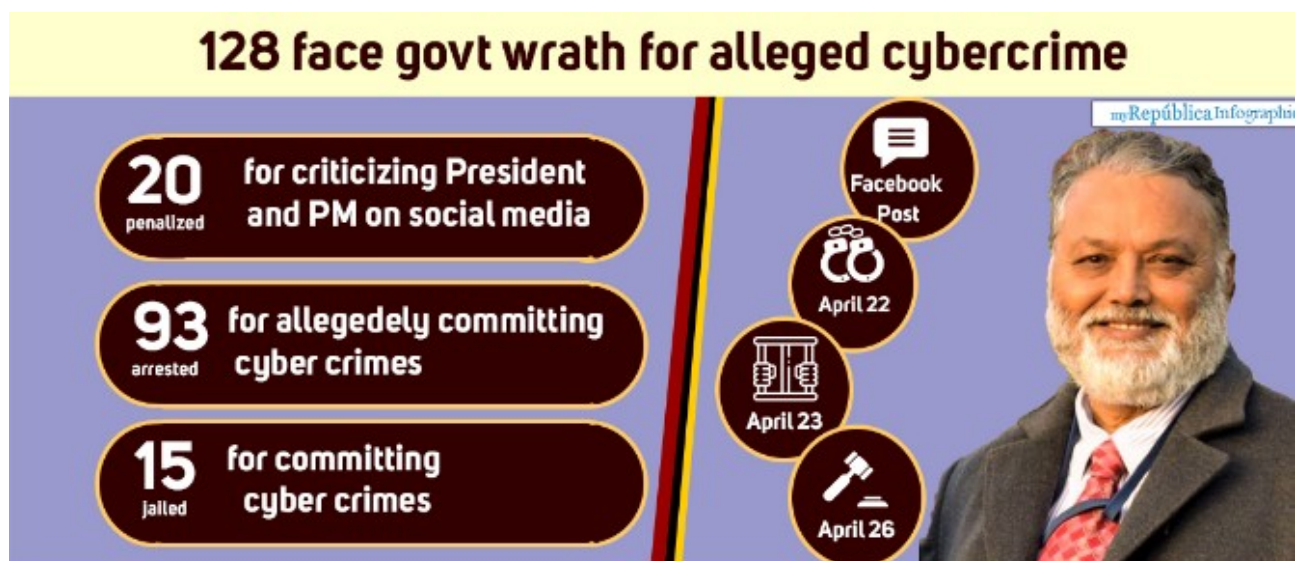 128 face govt wrath for alleged cybercrime
myRepública Infographic
20
penalized
for criticizing President
and PM on social media
93
arrested
for allegedely committing
cyber crimes
15
jailed
for committing
cyber crimes
Facebook
Post
April 22
April 23
April 26